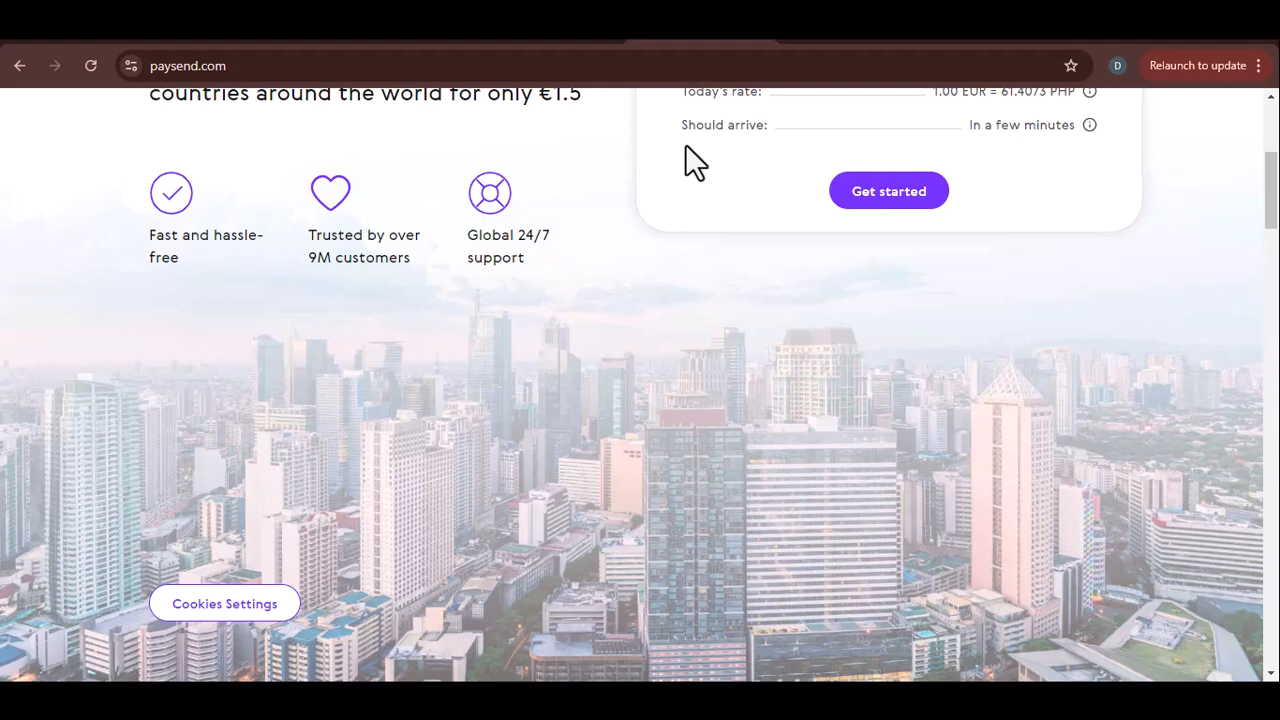 paysend.com
D
Relaunch to update
countries around the world for only €1.5
Today's rate: 1.00 EUR = 61.4073 PHP
Should arrive: In a few minutes
Get started
Fast and hassle-
free
Trusted by over
9M customers
Global 24/7
support
Cookies Settings